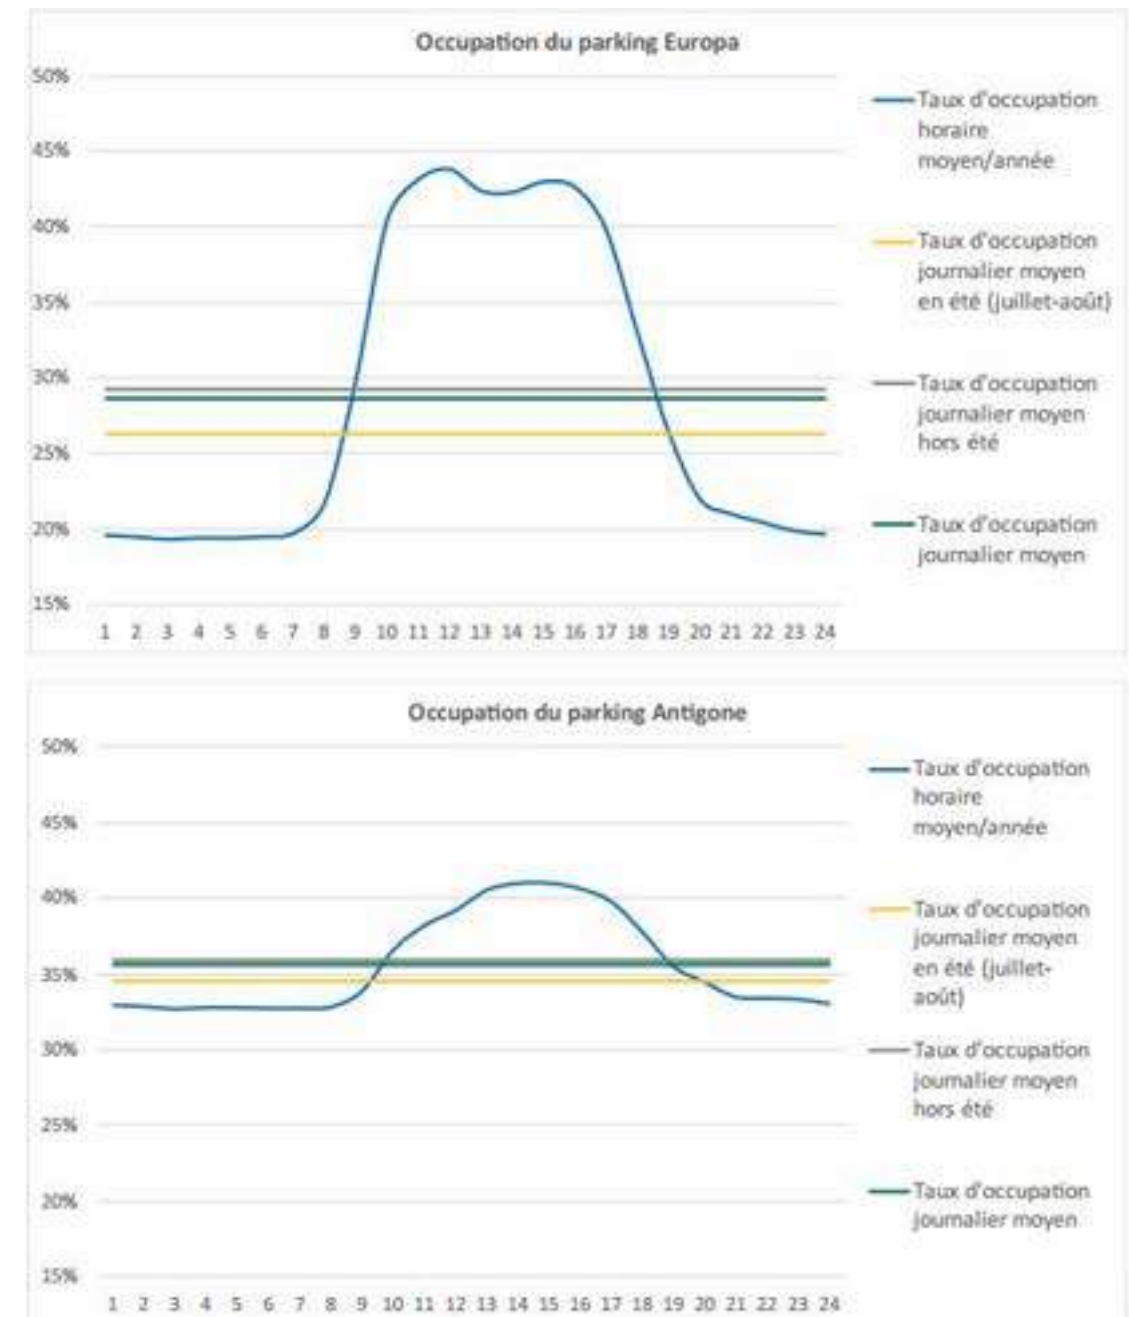 Occupation du parking Europa
50%
45%
40%
35%
30%
25%
20%
15%
1 2 3 4 5 6 7 8 9 10 11 12 13 14 15 16 17 18 19 20 21 22 23 24
Taux d'occupation
horaire
moyen/année
Taux d'occupation
journalier moyen
en été (juillet-août)
Taux d'occupation
journalier moyen
hors été
Taux d'occupation
journalier moyen
Occupation du parking Antigone
50%
45%
40%
35%
30%
25%
20%
15%
1 2 3 4 5 6 7 8 9 10 11 12 13 14 15 16 17 18 19 20 21 22 23 24
Taux d'occupation
horaire
moyen/année
Taux d'occupation
journalier moyen
en été (juillet-
août)
Taux d'occupation
journalier moyen
hors été
Taux d'occupation
journalier moyen